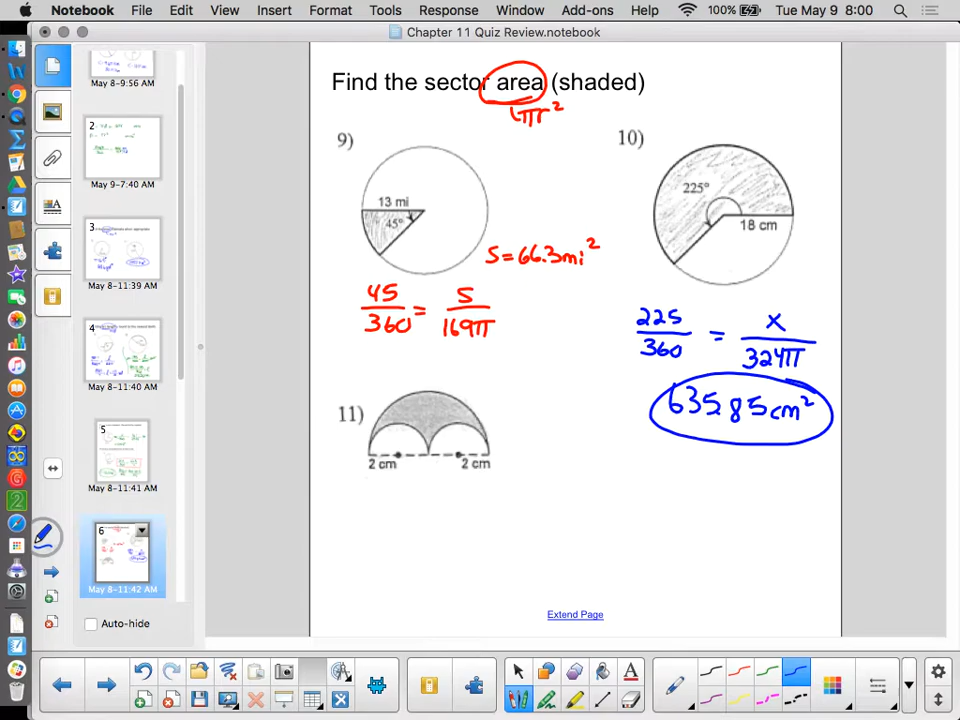 Notebook File Edit View Insert Format Tools Response Window Add-ons Help 100% Tue May 9 8:00
Chapter 11 Quiz Review.notebook
May 8-9:56 AM
2
May 9-7:40 AM
3
May 8-11:39 AM
4
May 8-11:40 AM
5
May 8-11:41 AM
6
May 8-11:42 AM
Auto-hide
Find the sector area (shaded)
πr²
9)
13 mi
45°
S = 66.3 mi²
45/360 = S/169π
10)
225°
18 cm
225/360 = x/324π
635.85 cm²
11)
2 cm 2 cm
Extend Page